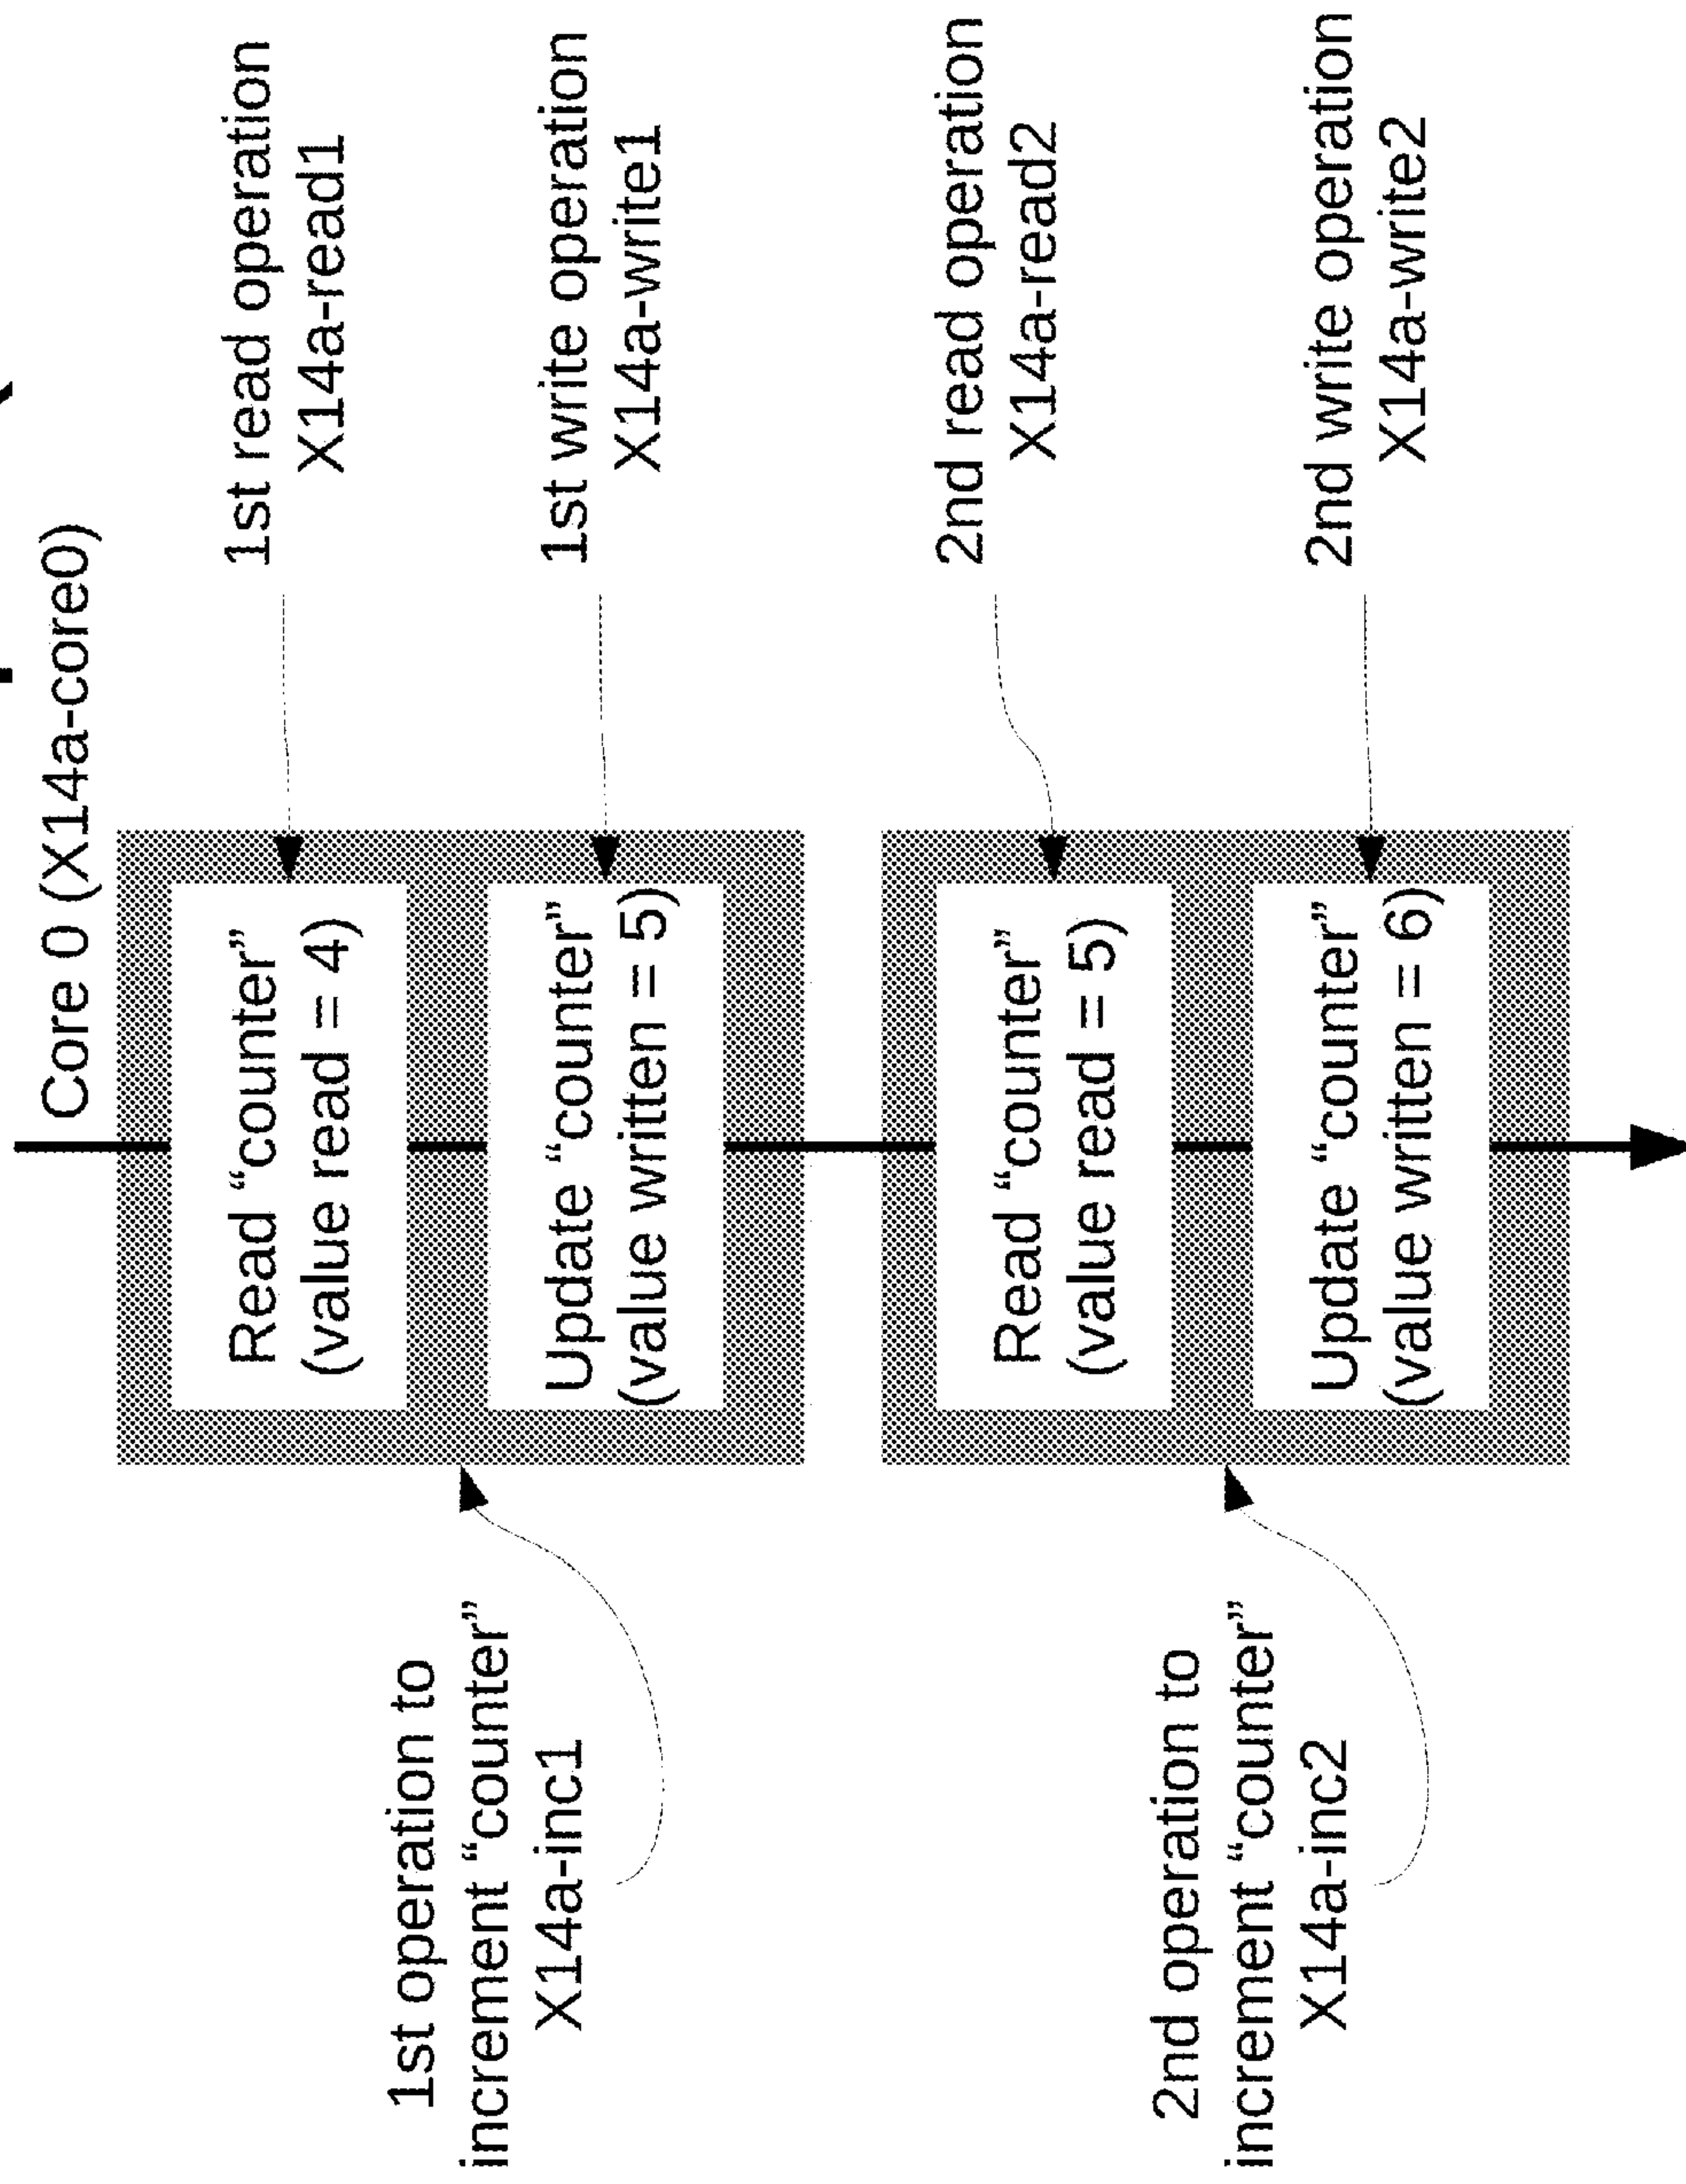 Core 0 (X14a-core0)
1st operation to
increment “counter”
X14a-inc1
Read “counter”
(value read = 4)
1st read operation
X14a-read1
Update “counter”
(value written = 5)
1st write operation
X14a-write1
2nd operation to
increment “counter”
X14a-inc2
Read “counter”
(value read = 5)
2nd read operation
X14a-read2
Update “counter”
(value written = 6)
2nd write operation
X14a-write2